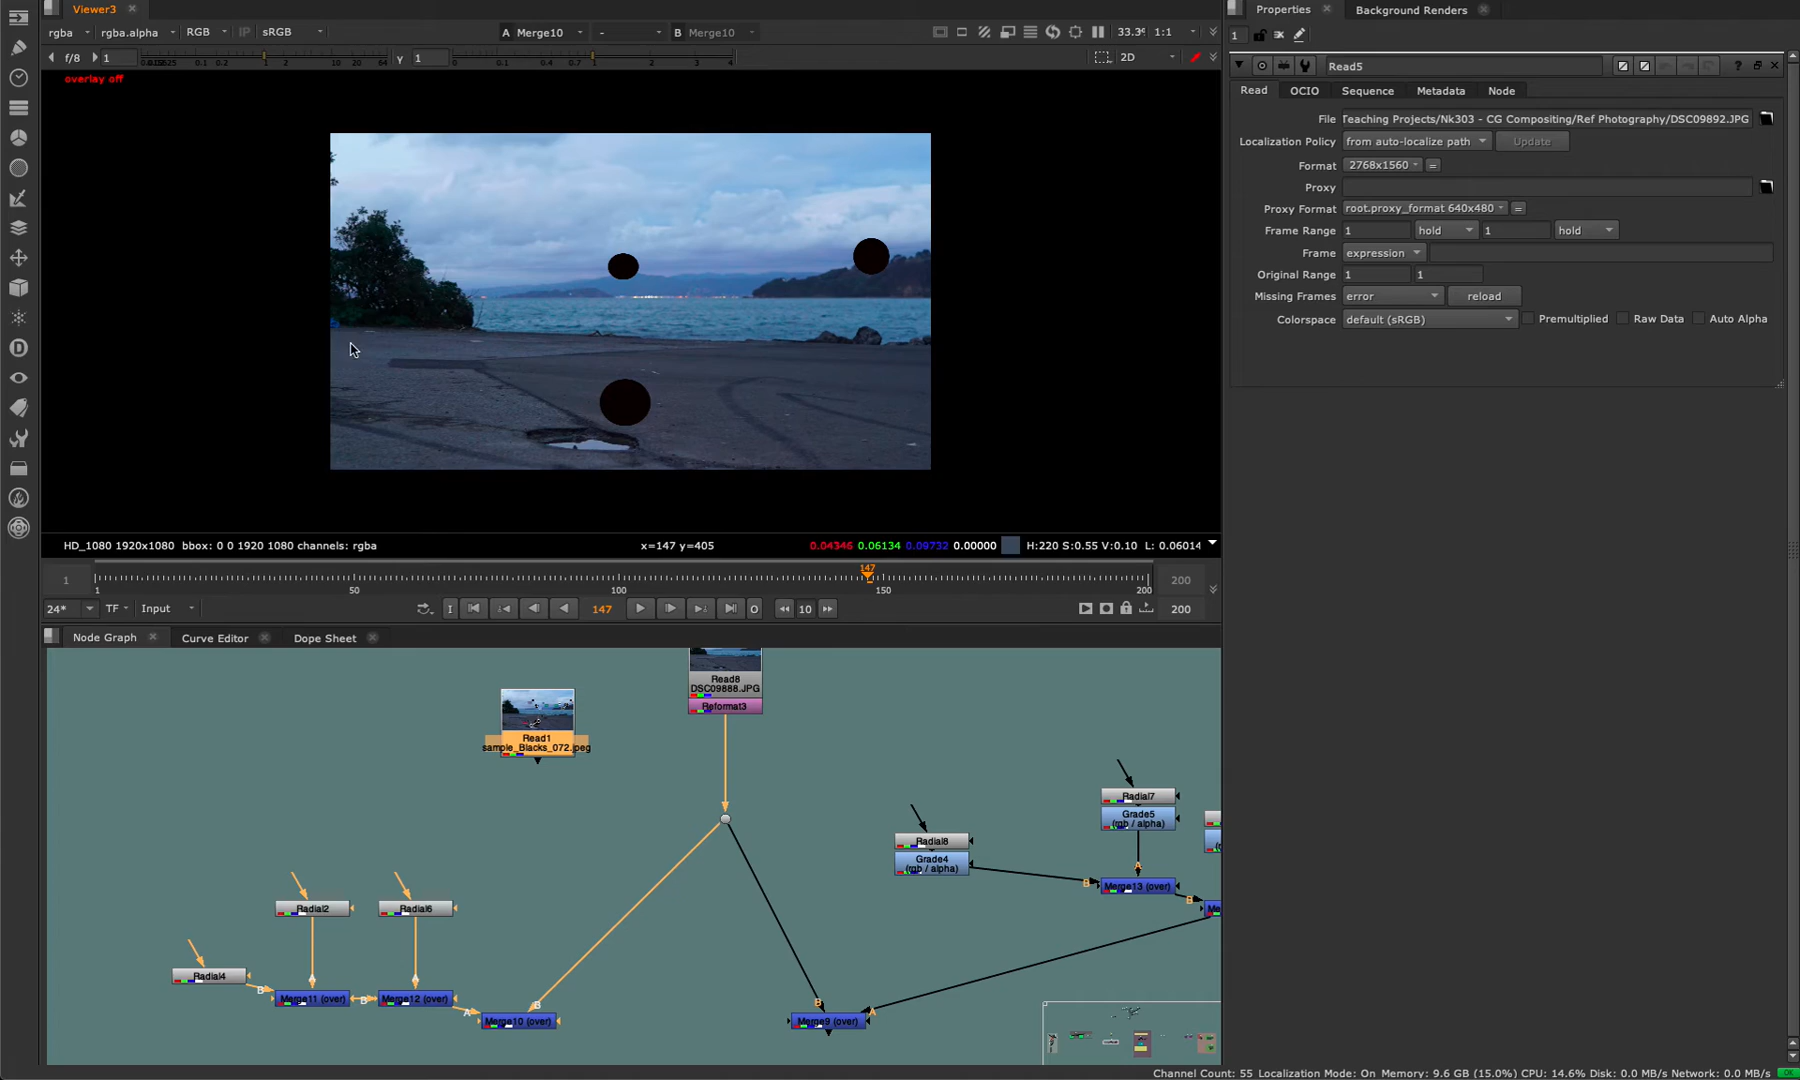 Viewer3
Properties
Background Renders
rgba
rgba.alpha
RGB
IP
sRGB
A Merge10
-
B Merge10
33.3%
1:1
1
f/8
1
Y 1
2D
overlay off
Read5
Read
OCIO
Sequence
Metadata
Node
File Teaching Projects/Nk303 - CG Compositing/Ref Photography/DSC09892.JPG
Localization Policy from auto-localize path Update
Format 2768x1560 =
Proxy
Proxy Format root.proxy_format 640x480 =
Frame Range 1 hold 1 hold
Frame expression
Original Range 1 1
Missing Frames error reload
Colorspace default (sRGB) Premultiplied Raw Data Auto Alpha
HD_1080 1920x1080 bbox: 0 0 1920 1080 channels: rgba
x=147 y=405
0.04346 0.06134 0.09732 0.00000 H:220 S:0.55 V:0.10 L: 0.06014
147
1
1 50 100 150 200
200
24* TF Input
I
147
O
10
200
Node Graph
Curve Editor
Dope Sheet
Read8
DSC09888.JPG
Reformat3
Read1
sample_Blacks_072.jpeg
Radial7
Grade5
(rgb / alpha)
Radial8
Grade4
(rgb / alpha)
A
B
Merge13 (over)
B
Radial2
Radial6
Radial4
B
A
Merge11 (over)
B
A
Merge12 (over)
A
B
Merge10 (over)
B
A
Merge9 (over)
Channel Count: 55 Localization Mode: On Memory: 9.6 GB (15.0%) CPU: 14.6% Disk: 0.0 MB/s Network: 0.0 MB/s